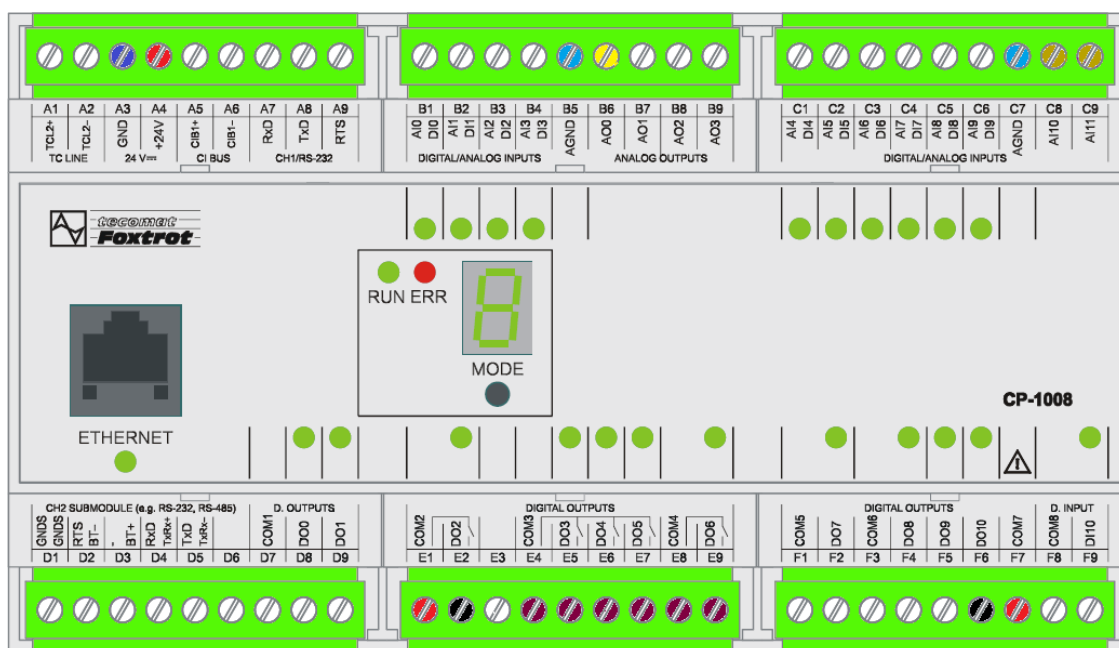 A1 A2 A3 A4 A5 A6 A7 A8 A9
TCL2+ TCL2- GND +24V CIB1+ CIB1- RxD TxD RTS
TC LINE 24 V⎓ CI BUS CH1/RS-232
B1 B2 B3 B4 B5 B6 B7 B8 B9
AI0 DI0 AI1 DI1 AI2 DI2 AI3 DI3 AGND AO0 AO1 AO2 AO3
DIGITAL/ANALOG INPUTS ANALOG OUTPUTS
C1 C2 C3 C4 C5 C6 C7 C8 C9
AI4 DI4 AI5 DI5 AI6 DI6 AI7 DI7 AI8 DI8 AI9 DI9 AGND AI10 AI11
DIGITAL/ANALOG INPUTS
tecomat
Foxtrot
RUN ERR
8
MODE
CP-1008
ETHERNET
CH2 SUBMODULE (e.g. RS-232, RS-485) D. OUTPUTS
GNDS GNDS RTS BT– - BT+ RxD TxRx+ TxD TxRx– COM1 DO0 DO1
D1 D2 D3 D4 D5 D6 D7 D8 D9
DIGITAL OUTPUTS
COM2 DO2 COM3 DO3 DO4 DO5 COM4 DO6
E1 E2 E3 E4 E5 E6 E7 E8 E9
DIGITAL OUTPUTS D. INPUT
COM5 DO7 COM6 DO8 DO9 DO10 COM7 COM8 DI10
F1 F2 F3 F4 F5 F6 F7 F8 F9